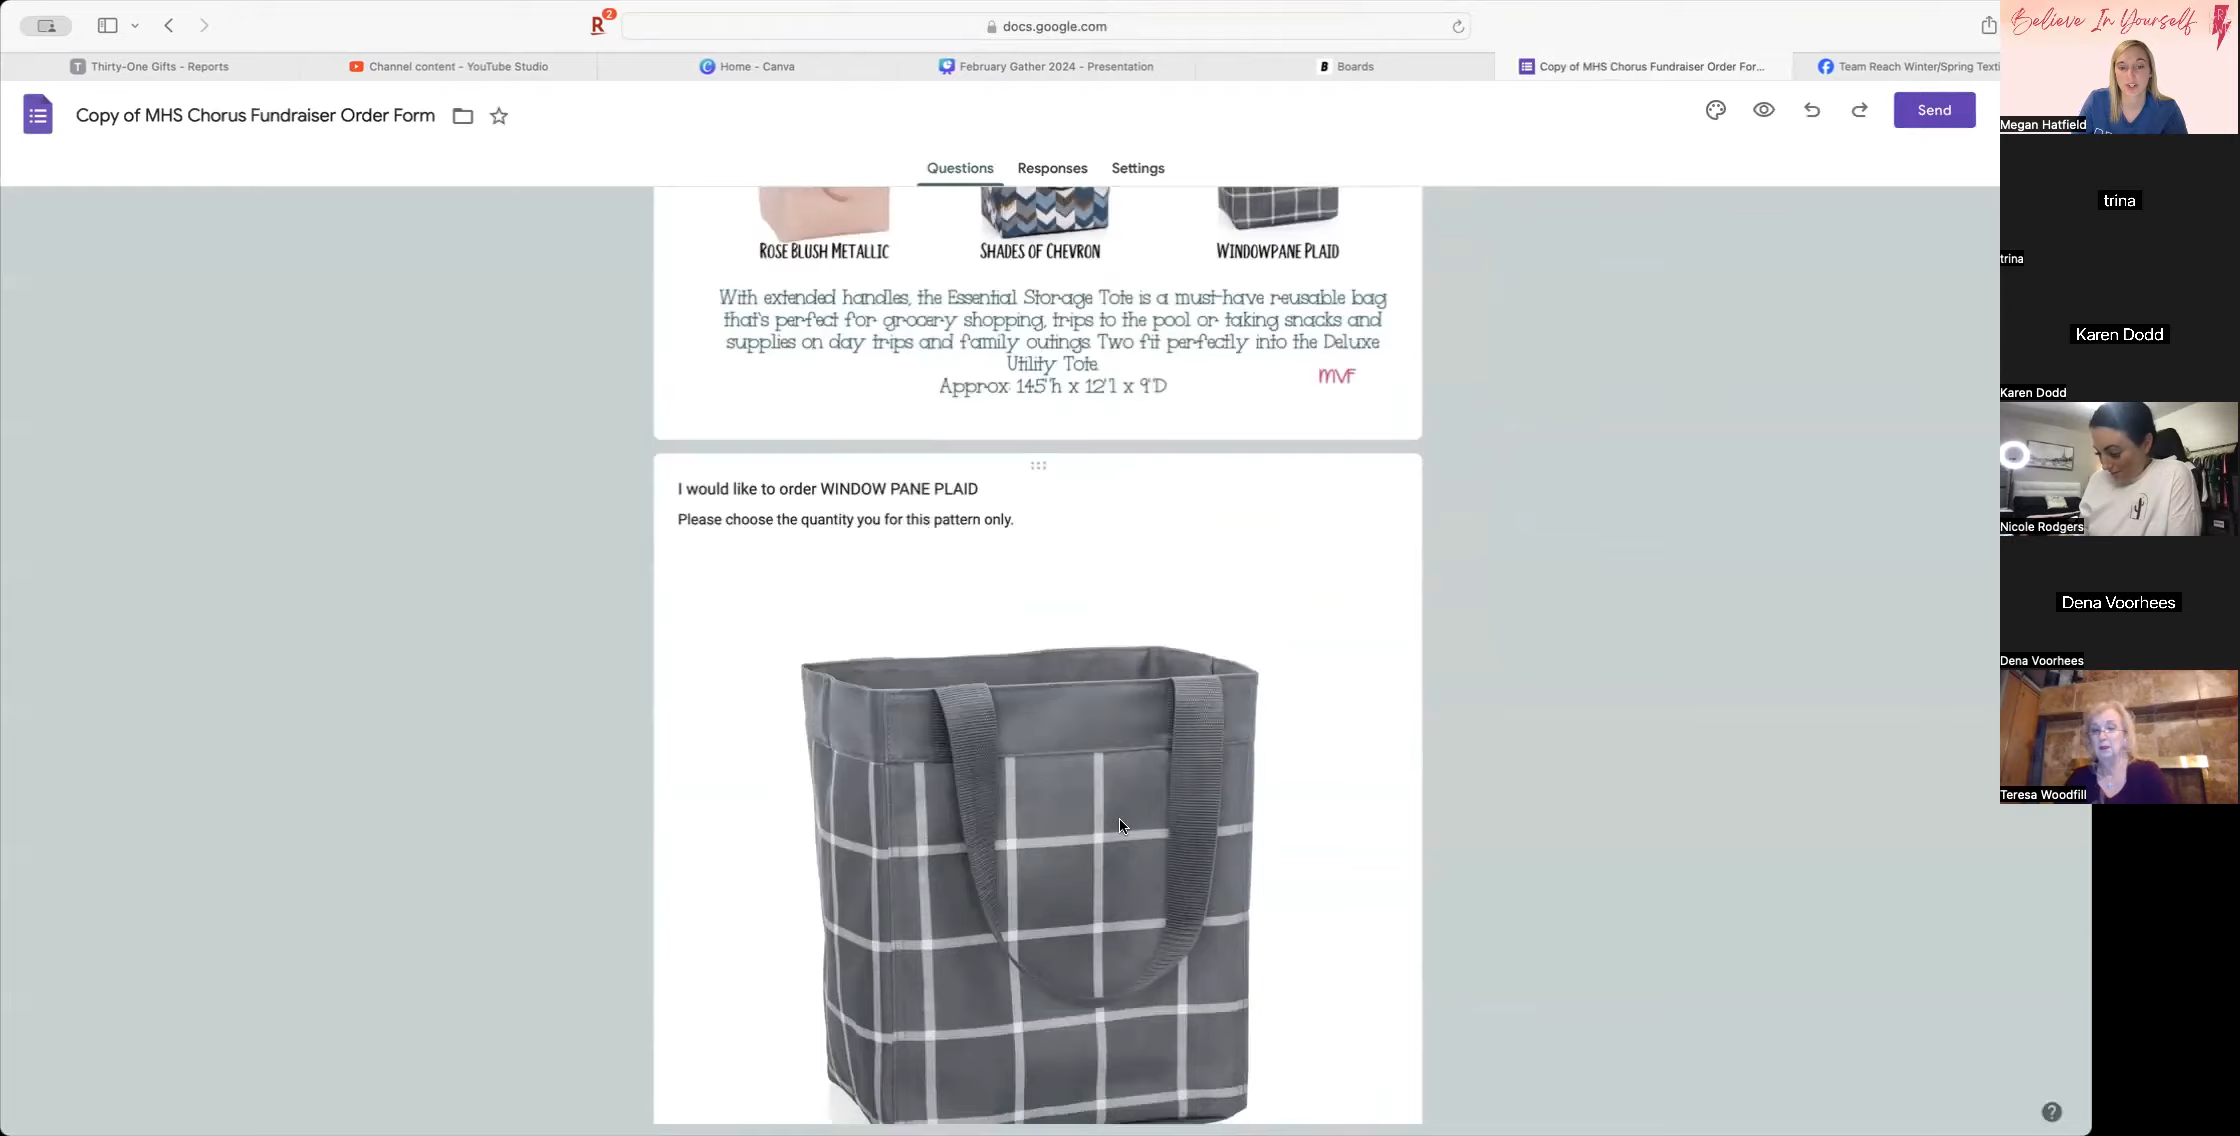 R 2
docs.google.com
Thirty-One Gifts - Reports
Channel content - YouTube Studio
C Home - Canva
February Gather 2024 - Presentation
B Boards
Copy of MHS Chorus Fundraiser Order For...
Team Reach Winter/Spring Texti
Copy of MHS Chorus Fundraiser Order Form
Send
Questions
Responses
Settings
ROSE BLUSH METALLIC
SHADES OF CHEVRON
WINDOWPANE PLAID
With extended handles, the Essential Storage Tote is a must-have reusable bag
that's perfect for grocery shopping, trips to the pool or taking snacks and
supplies on day trips and family outings. Two fit perfectly into the Deluxe
Utility Tote.
Approx: 14.5"h x 12"l x 9"D
MVF
I would like to order WINDOW PANE PLAID
Please choose the quantity you for this pattern only.
Believe In Yourself
Megan Hatfield
trina
trina
Karen Dodd
Karen Dodd
Nicole Rodgers
Dena Voorhees
Dena Voorhees
Teresa Woodfill